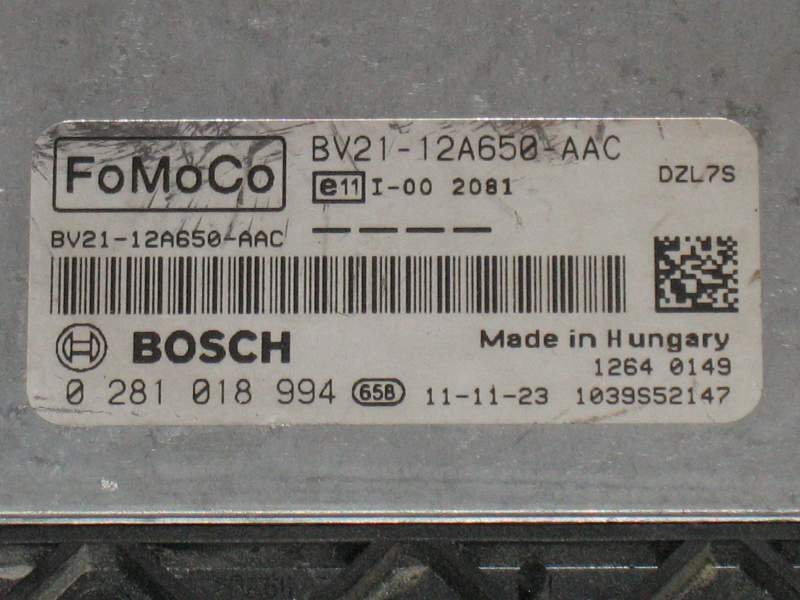 FoMoCo
BV21-12A650-AAC
e11 I-00 2081
DZL7S
BV21-12A650-AAC
BOSCH
Made in Hungary
1264 0149
0 281 018 994 65B 11-11-23 1039S52147